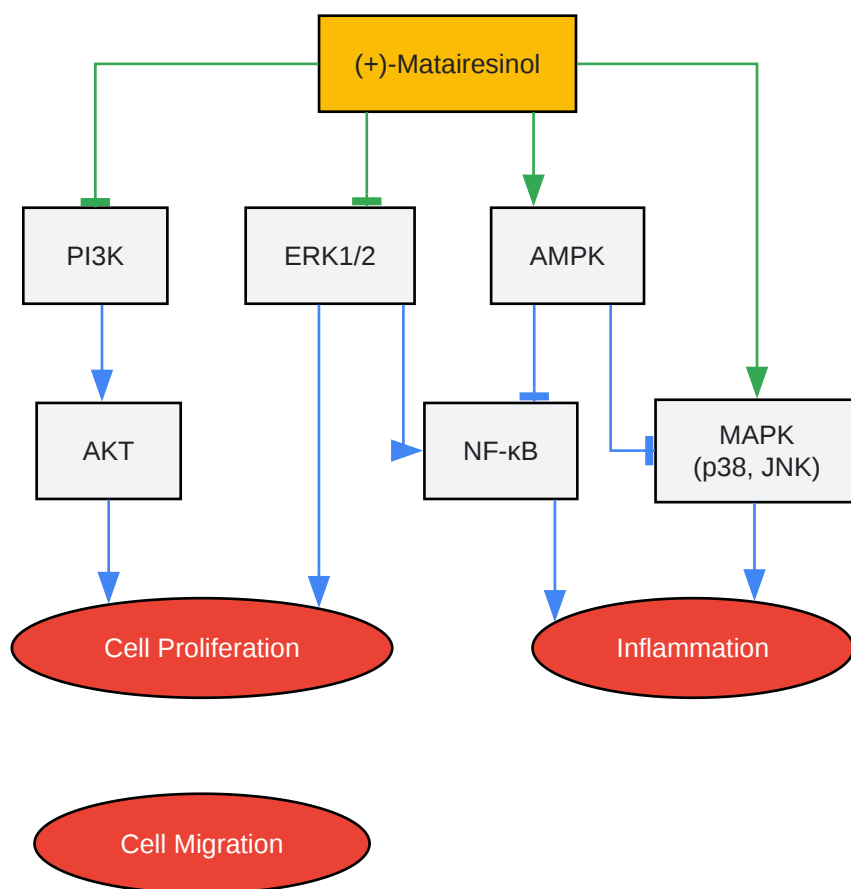 (+)-Matairesinol
PI3K
ERK1/2
AMPK
AKT
NF-κB
MAPK
(p38, JNK)
Cell Proliferation
Inflammation
Cell Migration